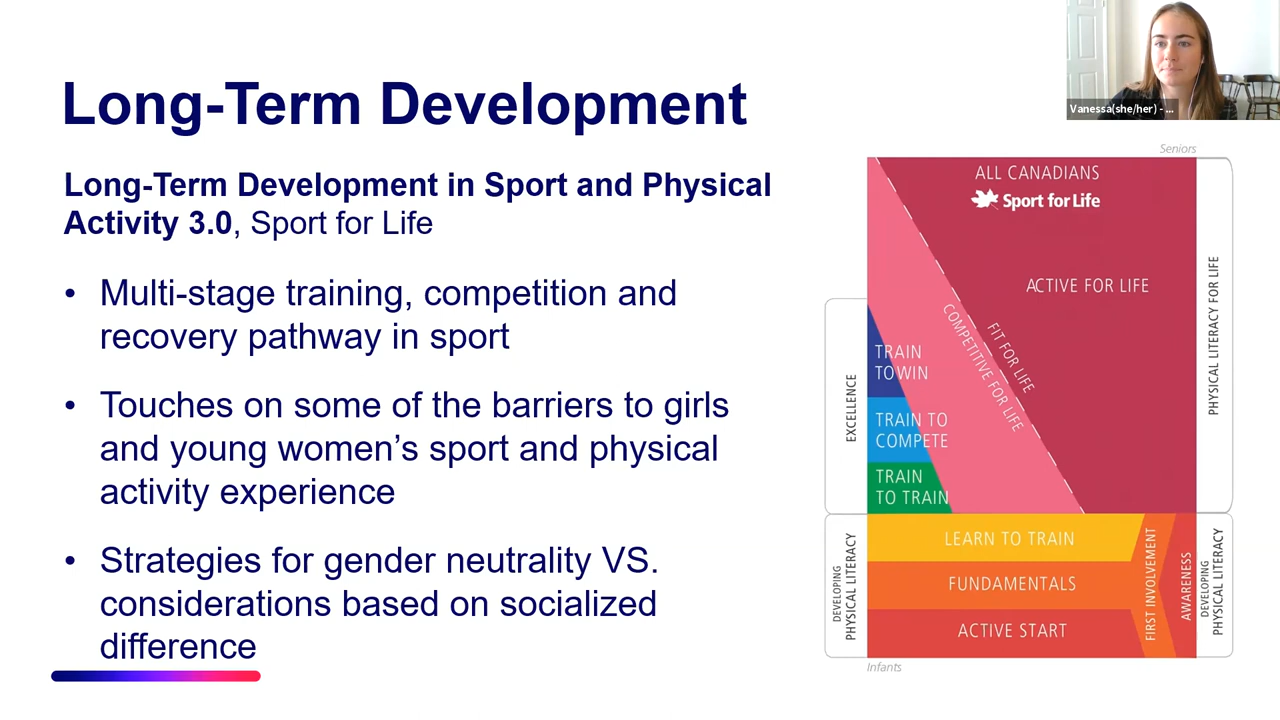 Long-Term Development
Long-Term Development in Sport and Physical
Activity 3.0, Sport for Life
• Multi-stage training, competition and
recovery pathway in sport
• Touches on some of the barriers to girls
and young women’s sport and physical
activity experience
• Strategies for gender neutrality VS.
considerations based on socialized
difference
Vanessa(she/her) - ...
Seniors
ALL CANADIANS
Sport for Life
ACTIVE FOR LIFE
FIT FOR LIFE
COMPETITIVE FOR LIFE
TRAIN
TO WIN
TRAIN TO
COMPETE
TRAIN
TO TRAIN
EXCELLENCE
PHYSICAL LITERACY FOR LIFE
LEARN TO TRAIN
FUNDAMENTALS
ACTIVE START
FIRST INVOLVEMENT
AWARENESS
DEVELOPING
PHYSICAL LITERACY
DEVELOPING
PHYSICAL LITERACY
Infants